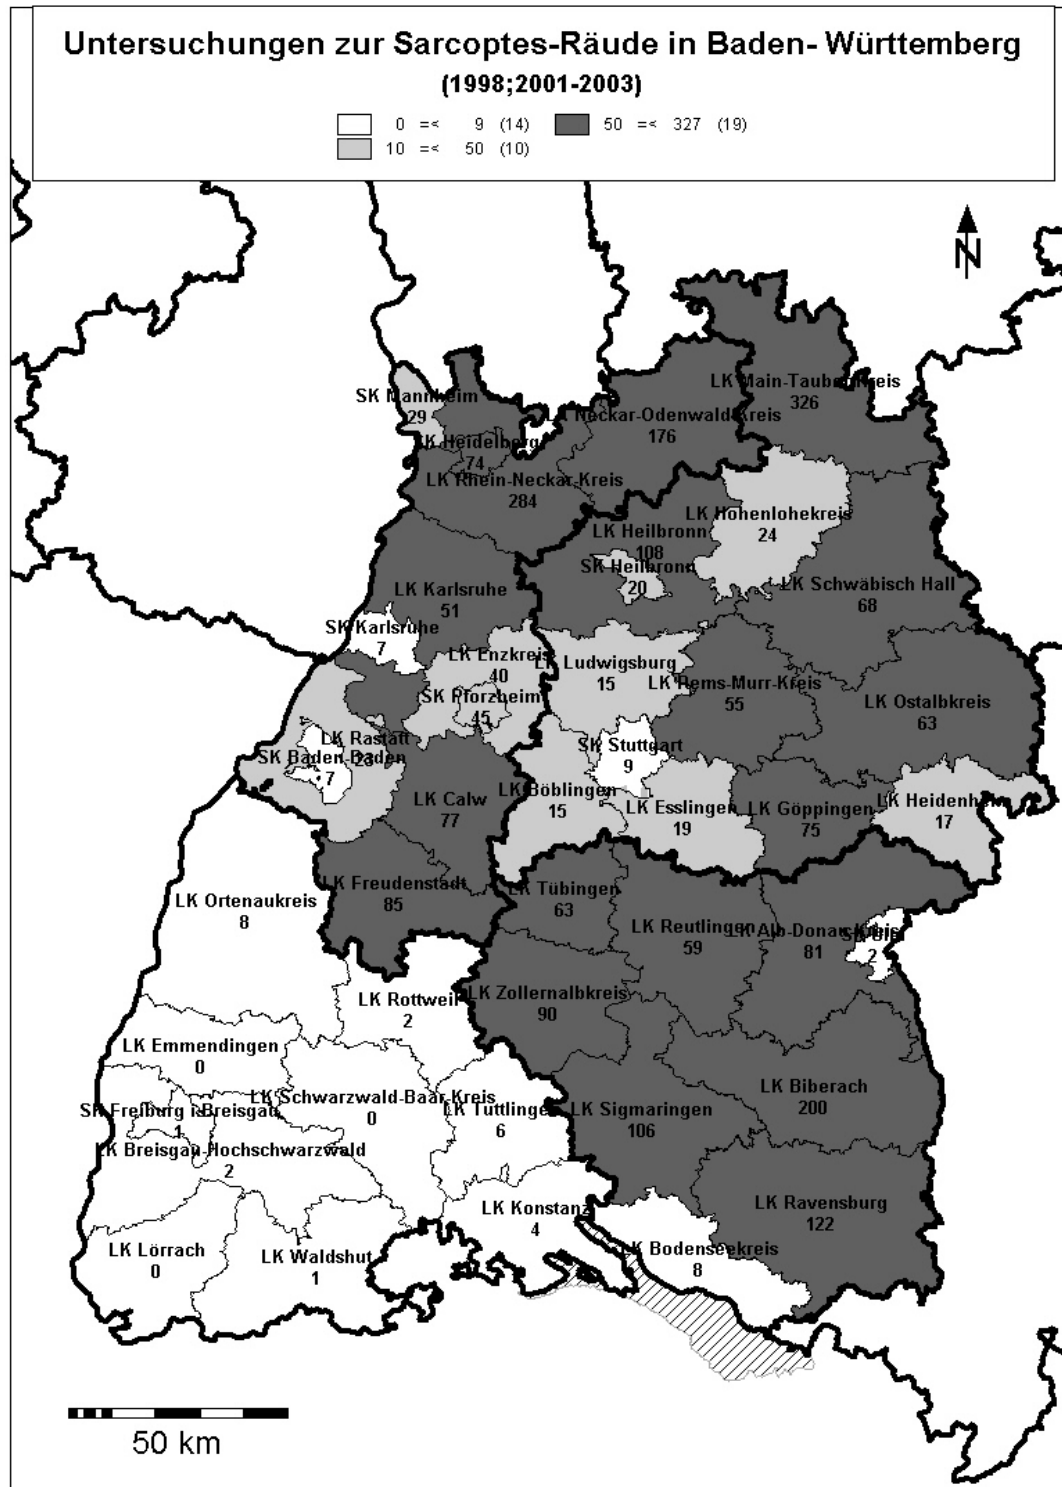 Untersuchungen zur Sarcoptes-Räude in Baden- Württemberg
(1998;2001-2003)
0 =< 9 (14)
50 =< 327 (19)
10 =< 50 (10)
N
LK Main-Tauber-Kreis
326
SK Mannheim
29
LK Neckar-Odenwald-Kreis
176
SK Heidelberg
74
LK Rhein-Neckar-Kreis
284
LK Hohenlohekreis
24
LK Heilbronn
108
SK Heilbronn
20
LK Schwäbisch Hall
68
LK Karlsruhe
51
SK Karlsruhe
7
LK Enzkreis
40
LK Ludwigsburg
15
LK Rems-Murr-Kreis
55
SK Pforzheim
45
LK Ostalbkreis
63
LK Rastatt
23
SK Baden-Baden
7
SK Stuttgart
9
LK Calw
77
LK Böblingen
15
LK Esslingen
19
LK Göppingen
75
LK Heidenheim
17
LK Freudenstadt
85
LK Tübingen
63
LK Ortenaukreis
8
LK Reutlingen
59
LK Alb-Donau-Kreis
81
SK Ulm
2
LK Rottweil
2
LK Zollernalbkreis
90
LK Emmendingen
0
LK Biberach
200
LK Schwarzwald-Baar-Kreis
0
SK Freiburg i.Breisgau
1
LK Tuttlingen
6
LK Sigmaringen
106
LK Breisgau-Hochschwarzwald
2
LK Ravensburg
122
LK Konstanz
4
LK Lörrach
0
LK Waldshut
1
LK Bodenseekreis
8
50 km